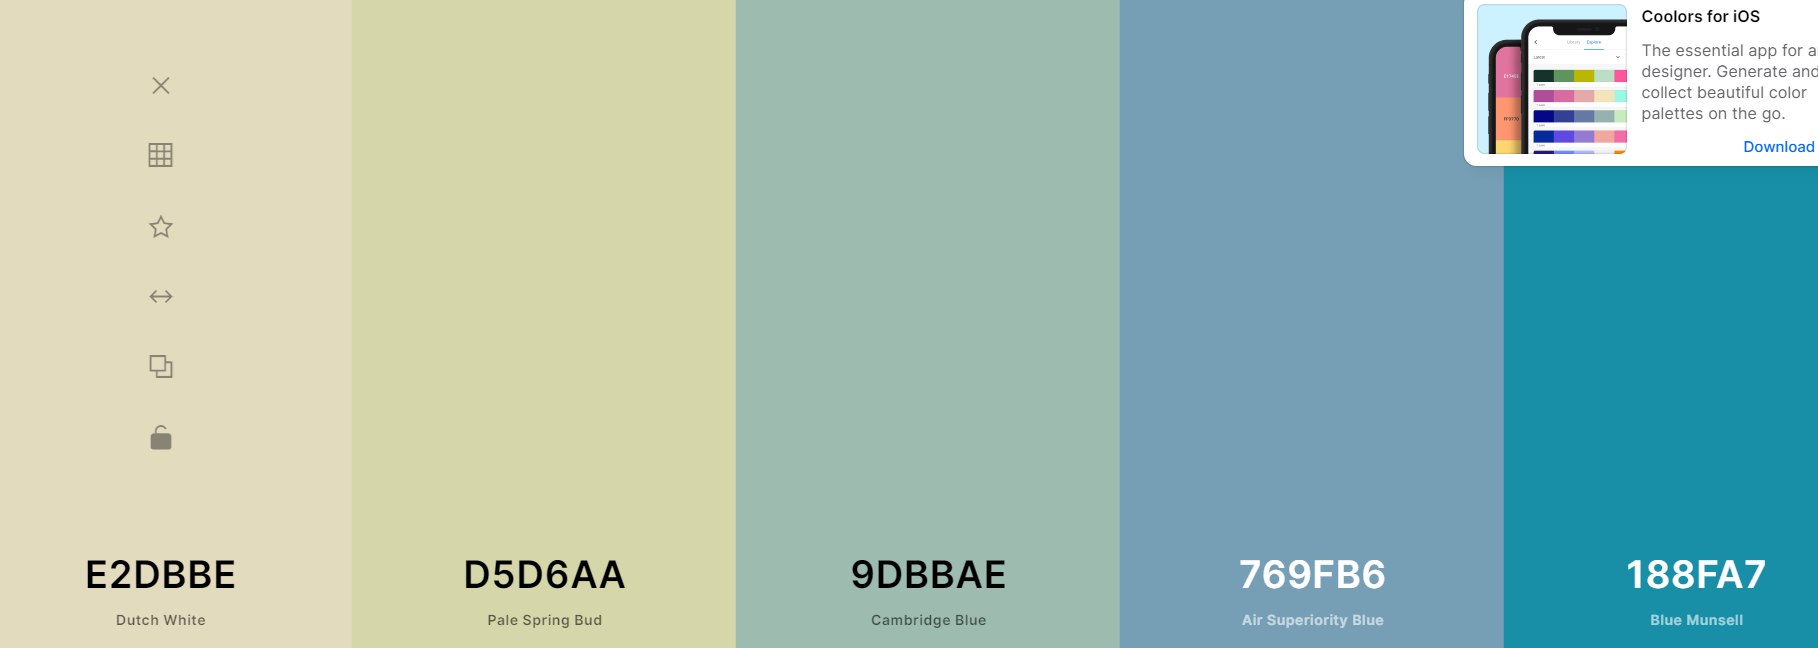 Coolors for iOS
The essential app for a
designer. Generate and
collect beautiful color
palettes on the go.
Download
E2DBBE
Dutch White
D5D6AA
Pale Spring Bud
9DBBAE
Cambridge Blue
769FB6
Air Superiority Blue
188FA7
Blue Munsell